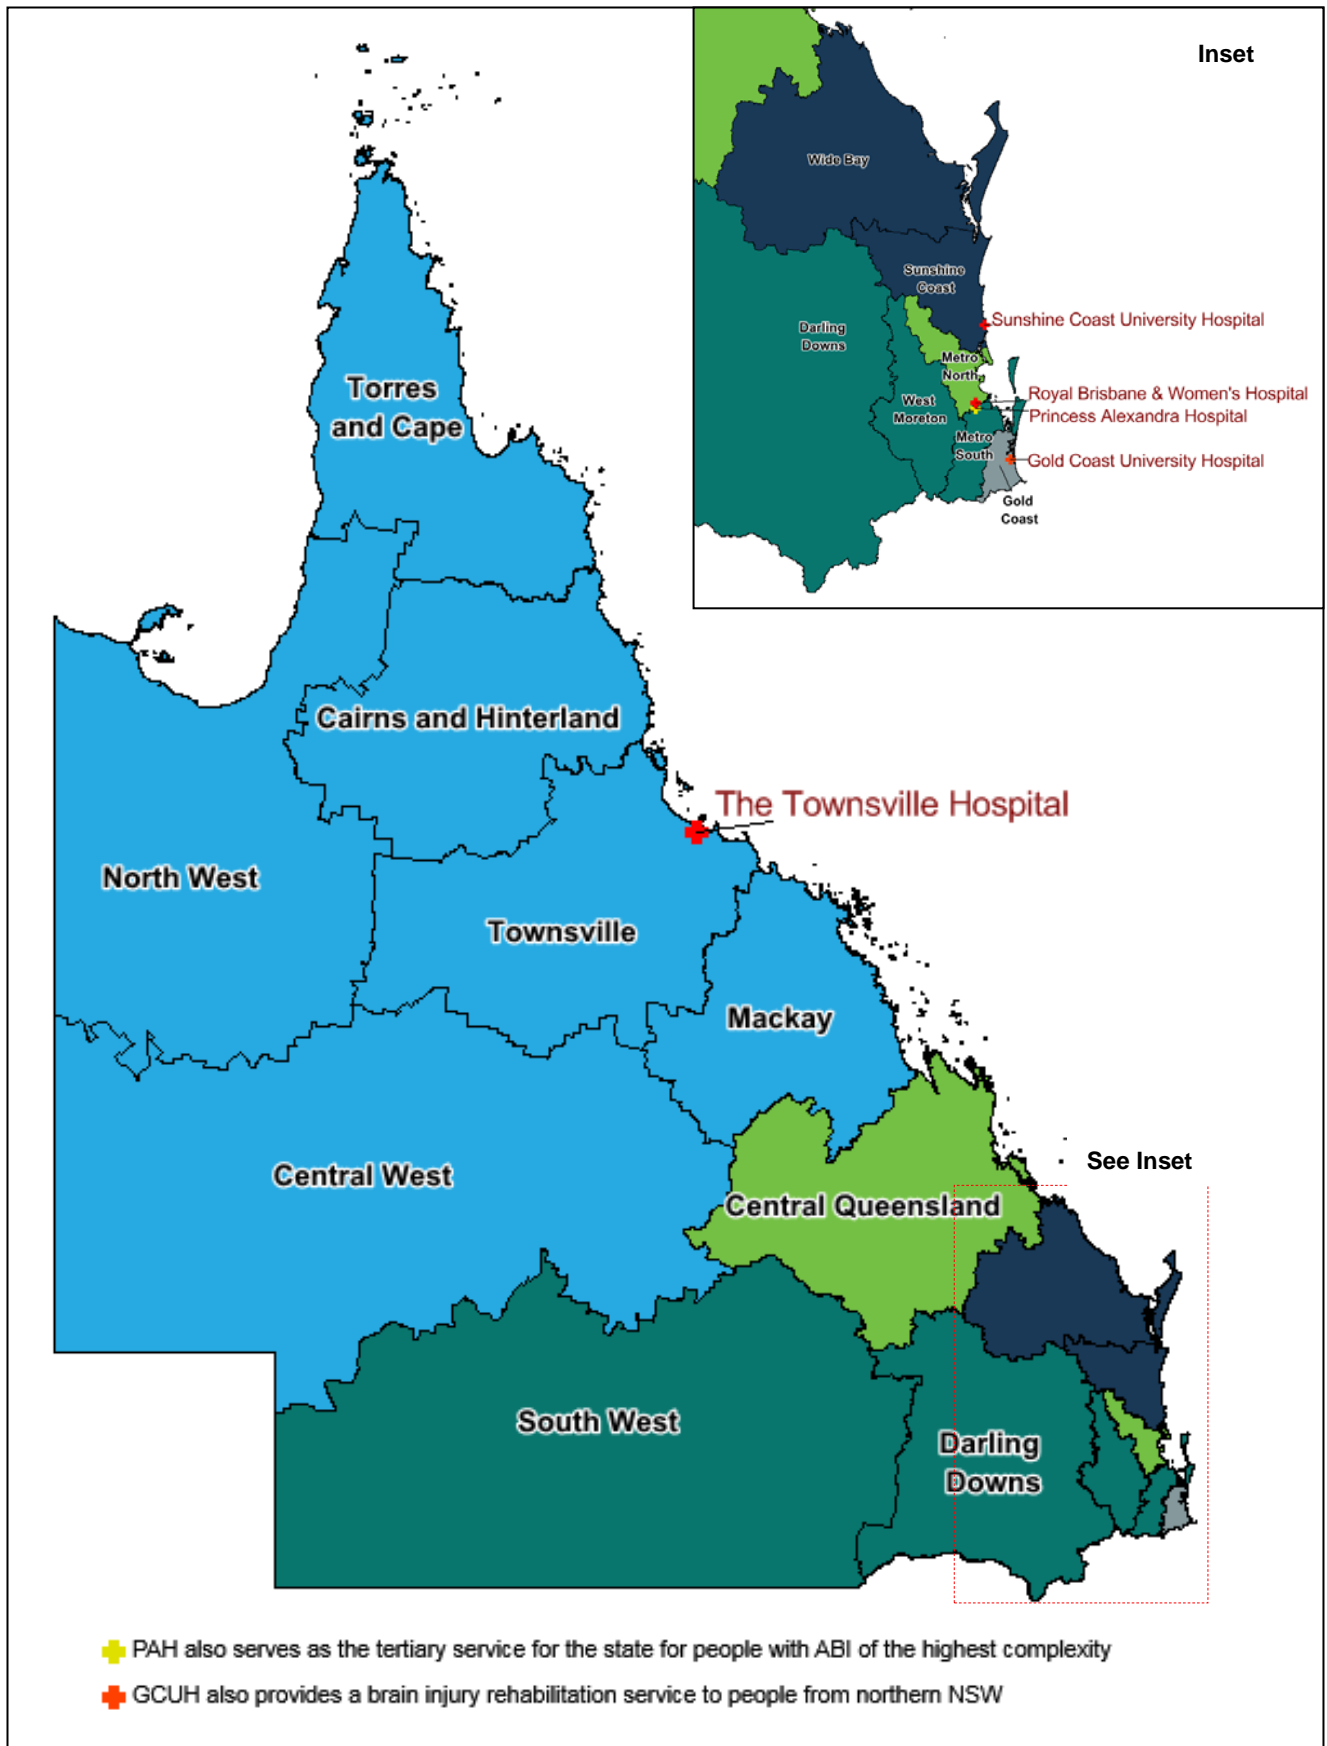 Inset
Wide Bay
Sunshine
Coast
Sunshine Coast University Hospital
Darling
Downs
Metro
North
Royal Brisbane & Women's Hospital
West
Moreton
Princess Alexandra Hospital
Metro
South
Gold Coast University Hospital
Gold
Coast
Torres
and Cape
Cairns and Hinterland
The Townsville Hospital
North West
Townsville
Mackay
See Inset
Central West
Central Queensland
South West
Darling
Downs
PAH also serves as the tertiary service for the state for people with ABI of the highest complexity
GCUH also provides a brain injury rehabilitation service to people from northern NSW